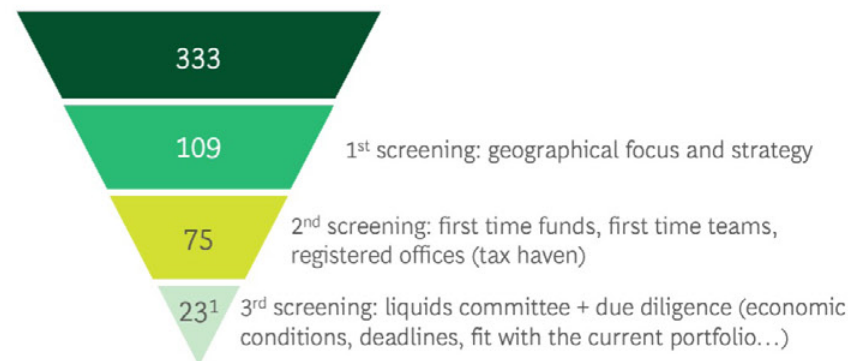 333
109
1st screening: geographical focus and strategy
75
2nd screening: first time funds, first time teams,
registered offices (tax haven)
23¹
3rd screening: liquids committee + due diligence (economic
conditions, deadlines, fit with the current portfolio...)